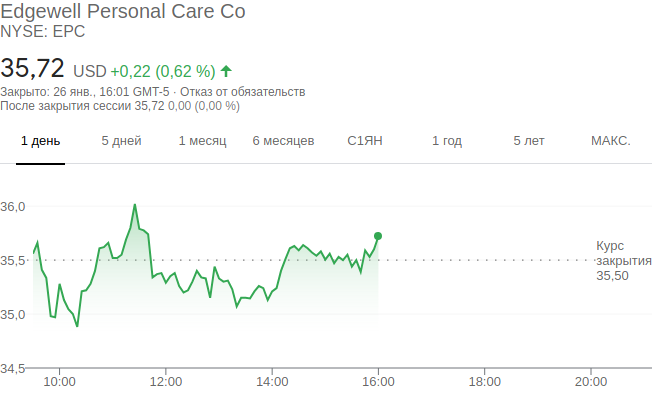 Edgewell Personal Care Co
NYSE: EPC
35,72 USD +0,22 (0,62 %)
Закрыто: 26 янв., 16:01 GMT-5 · Отказ от обязательств
После закрытия сессии 35,72 0,00 (0,00 %)
1 день 5 дней 1 месяц 6 месяцев С1ЯН 1 год 5 лет МАКС.
36,0
35,5
35,0
34,5
Курс
закрытия
35,50
10:00 12:00 14:00 16:00 18:00 20:00